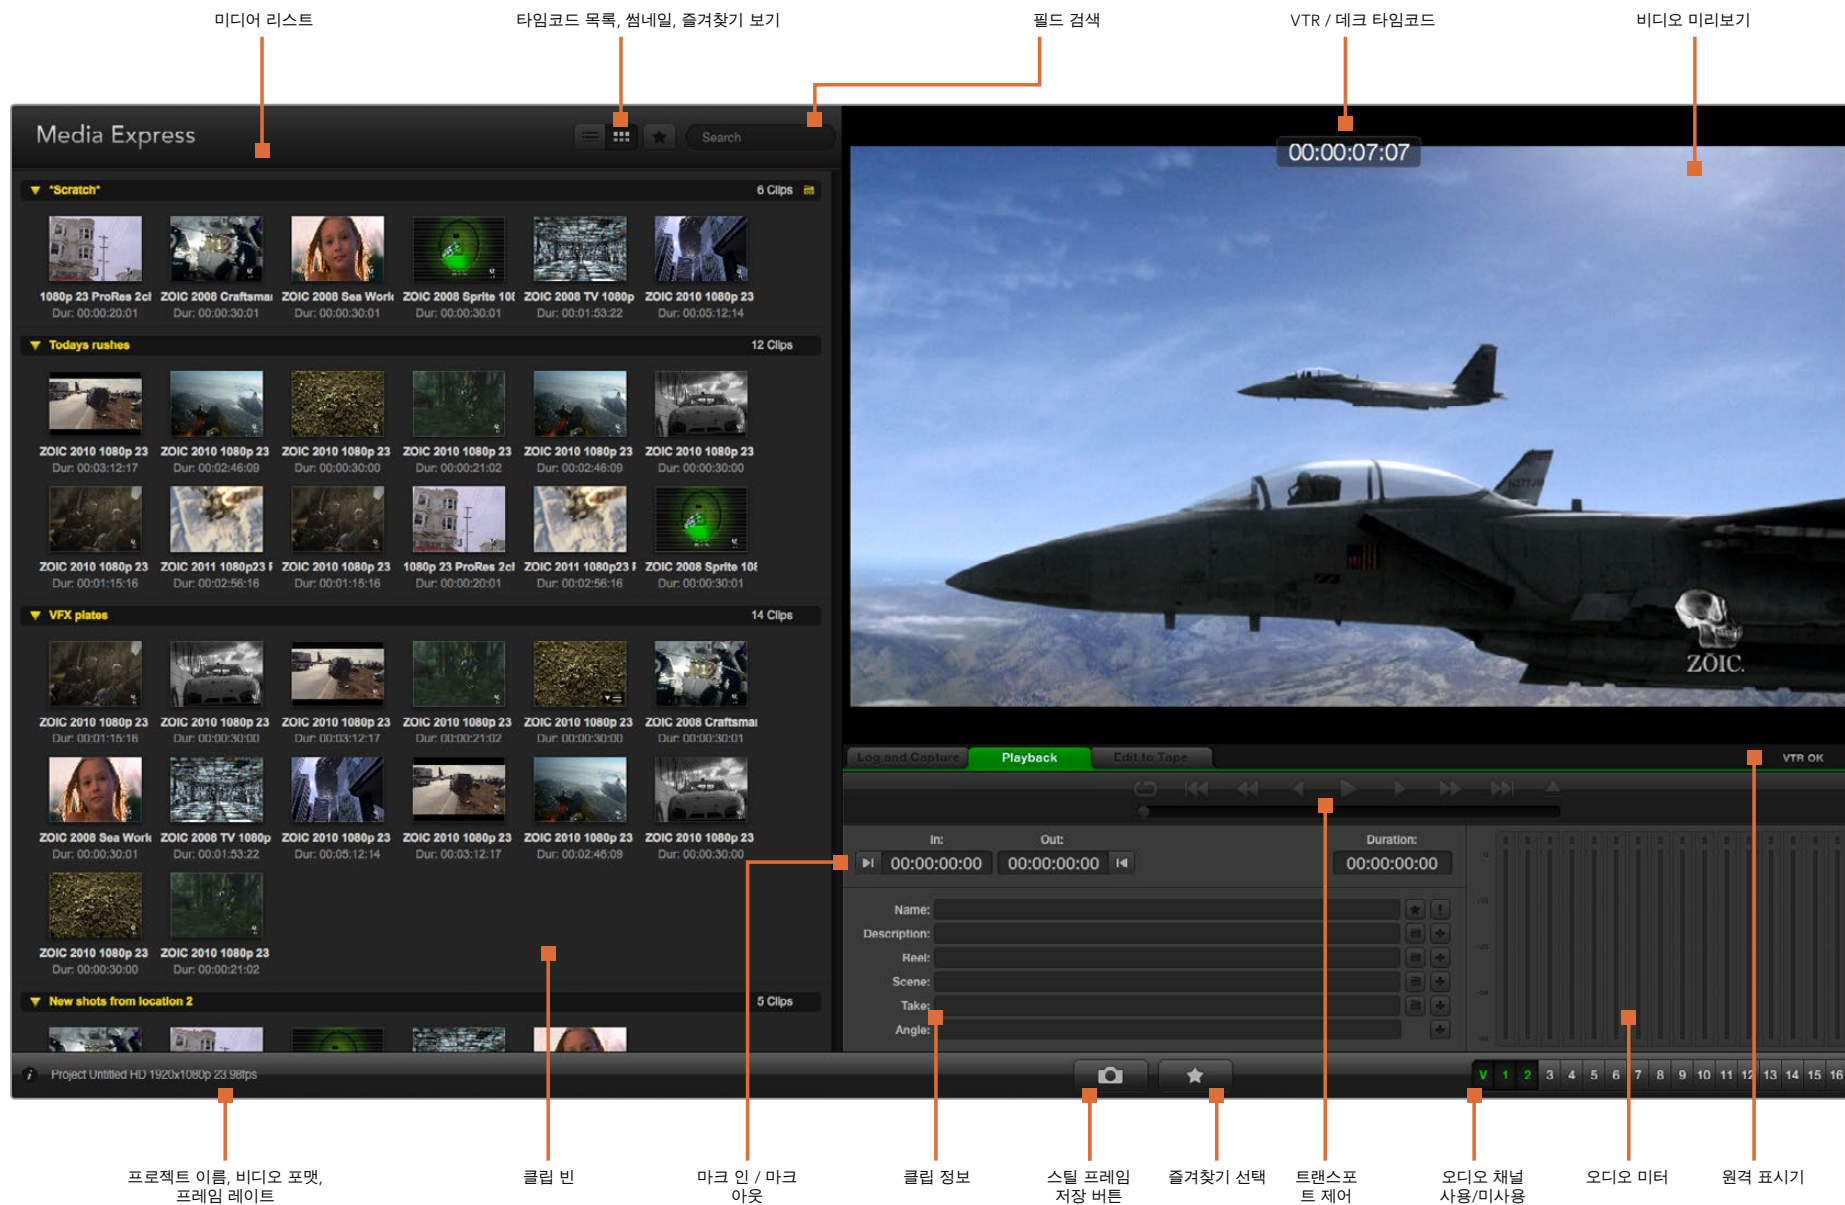 미디어 리스트
타임코드 목록, 썸네일, 즐겨찾기 보기
필드 검색
VTR / 데크 타임코드
비디오 미리보기
Media Express
Search
00:00:07:07
*Scratch*
6 Clips
1080p 23 ProRes 2cl
ZOIC 2008 Craftsmai
ZOIC 2008 Sea World
ZOIC 2008 Sprite 108
ZOIC 2008 TV 1080p
ZOIC 2010 1080p 23
Dur: 00:00:20:01
Dur: 00:00:30:01
Dur: 00:00:30:01
Dur: 00:00:30:01
Dur: 00:01:53:22
Dur: 00:05:12:14
Todays rushes
12 Clips
ZOIC 2010 1080p 23
ZOIC 2010 1080p 23
ZOIC 2010 1080p 23
ZOIC 2010 1080p 23
ZOIC 2010 1080p 23
ZOIC 2010 1080p 23
Dur: 00:03:12:17
Dur: 00:02:46:09
Dur: 00:00:30:00
Dur: 00:00:21:02
Dur: 00:02:46:09
Dur: 00:00:30:00
ZOIC 2010 1080p 23
ZOIC 2011 1080p23 F
ZOIC 2010 1080p 23
1080p 23 ProRes 2cl
ZOIC 2011 1080p23 F
ZOIC 2008 Sprite 108
Dur: 00:01:15:16
Dur: 00:02:56:16
Dur: 00:01:15:16
Dur: 00:00:20:01
Dur: 00:02:56:16
Dur: 00:00:30:01
VFX plates
14 Clips
ZOIC 2010 1080p 23
ZOIC 2010 1080p 23
ZOIC 2010 1080p 23
ZOIC 2010 1080p 23
ZOIC 2010 1080p 23
ZOIC 2008 Craftsmai
Dur: 00:01:15:16
Dur: 00:00:30:00
Dur: 00:03:12:17
Dur: 00:00:21:02
Dur: 00:00:30:00
Dur: 00:00:30:01
ZOIC 2008 Sea World
ZOIC 2008 TV 1080p
ZOIC 2010 1080p 23
ZOIC 2010 1080p 23
ZOIC 2010 1080p 23
ZOIC 2010 1080p 23
Dur: 00:00:30:01
Dur: 00:01:53:22
Dur: 00:05:12:14
Dur: 00:03:12:17
Dur: 00:02:46:09
Dur: 00:00:30:00
ZOIC 2010 1080p 23
ZOIC 2010 1080p 23
Dur: 00:00:30:00
Dur: 00:00:21:02
New shots from location 2
5 Clips
Project Untitled HD 1920x1080p 23.98fps
ZŌIC.
Log and Capture
Playback
Edit to Tape
VTR OK
In:
Out:
Duration:
00:00:00:00
00:00:00:00
00:00:00:00
Name:
Description:
Reel:
Scene:
Take:
Angle:
V 1 2 3 4 5 6 7 8 9 10 11 12 13 14 15 16
프로젝트 이름, 비디오 포맷,
프레임 레이트
클립 빈
마크 인 / 마크
아웃
클립 정보
스틸 프레임
저장 버튼
즐겨찾기 선택
트랜스포
트 제어
오디오 채널
사용/미사용
오디오 미터
원격 표시기